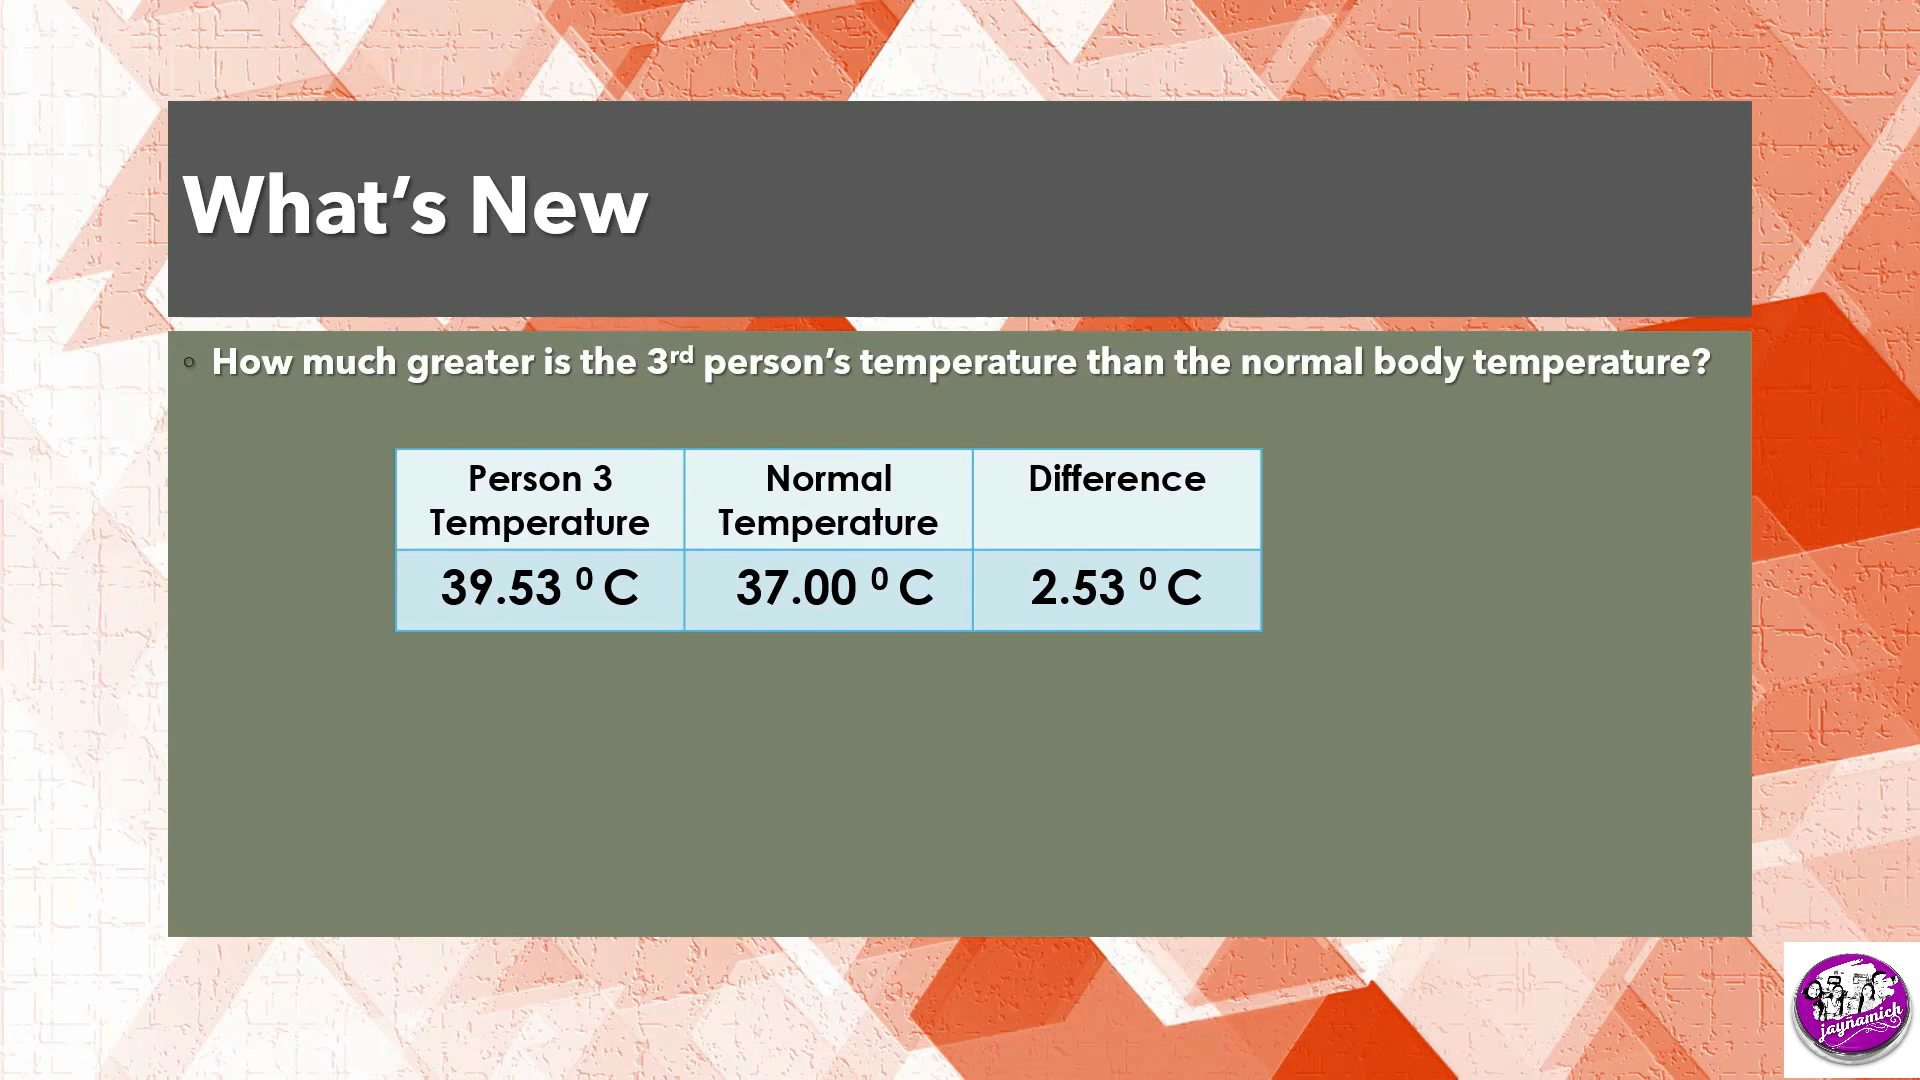 What’s New
◦ How much greater is the 3rd person’s temperature than the normal body temperature?
Person 3 Temperature | Normal Temperature | Difference
39.53 ⁰ C | 37.00 ⁰ C | 2.53 ⁰ C
jayñamich